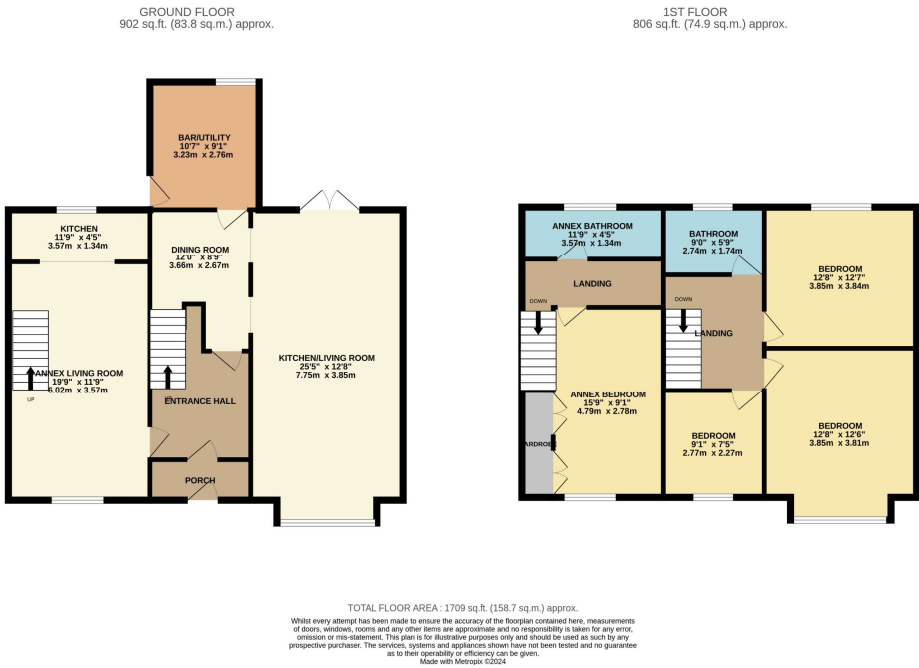 GROUND FLOOR
902 sq.ft. (83.8 sq.m.) approx.
BAR/UTILITY
10'7" x 9'1"
3.23m x 2.76m
KITCHEN
11'9" x 4'5"
3.57m x 1.34m
DINING ROOM
12'0" x 8'9"
3.66m x 2.67m
KITCHEN/LIVING ROOM
25'5" x 12'8"
7.75m x 3.85m
ANNEX LIVING ROOM
19'9" x 11'9"
6.02m x 3.57m
UP
UP
ENTRANCE HALL
PORCH
1ST FLOOR
806 sq.ft. (74.9 sq.m.) approx.
ANNEX BATHROOM
11'9" x 4'5"
3.57m x 1.34m
BATHROOM
9'0" x 5'9"
2.74m x 1.74m
BEDROOM
12'8" x 12'7"
3.85m x 3.84m
LANDING
DOWN
DOWN
LANDING
ANNEX BEDROOM
15'9" x 9'1"
4.79m x 2.78m
ARDROBE
BEDROOM
9'1" x 7'5"
2.77m x 2.27m
BEDROOM
12'8" x 12'6"
3.85m x 3.81m
TOTAL FLOOR AREA : 1709 sq.ft. (158.7 sq.m.) approx.
Whilst every attempt has been made to ensure the accuracy of the floorplan contained here, measurements
of doors, windows, rooms and any other items are approximate and no responsibility is taken for any error,
omission or mis-statement. This plan is for illustrative purposes only and should be used as such by any
prospective purchaser. The services, systems and appliances shown have not been tested and no guarantee
as to their operability or efficiency can be given.
Made with Metropix ©2024